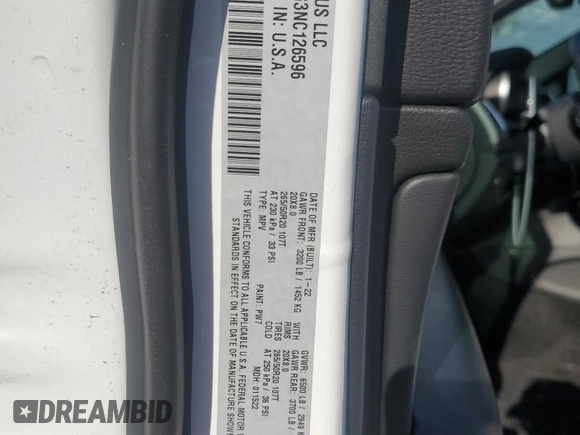 US LLC
63NC126596
IN: U.S.A.
DATE OF MFR (BUILT): 1-22
GVWR: 6500 LB / 2949 K
GAWR FRONT: 3200 LB / 1452 KG WITH
GAWR REAR: 3700 LB /
20X8.0 RIMS 20X8.0
265/50R20 107T TIRES 265/50R20 107T
AT 230 kPa / 33 PSI COLD AT 250 kPa / 36 PSI
TYPE: MPV PAINT: PW7 MDH: 011522
THIS VEHICLE CONFORMS TO ALL APPLICABLE U.S.A. FEDERAL MOTOR
STANDARDS IN EFFECT ON THE DATE OF MANUFACTURE SHOWN
DREAMBID